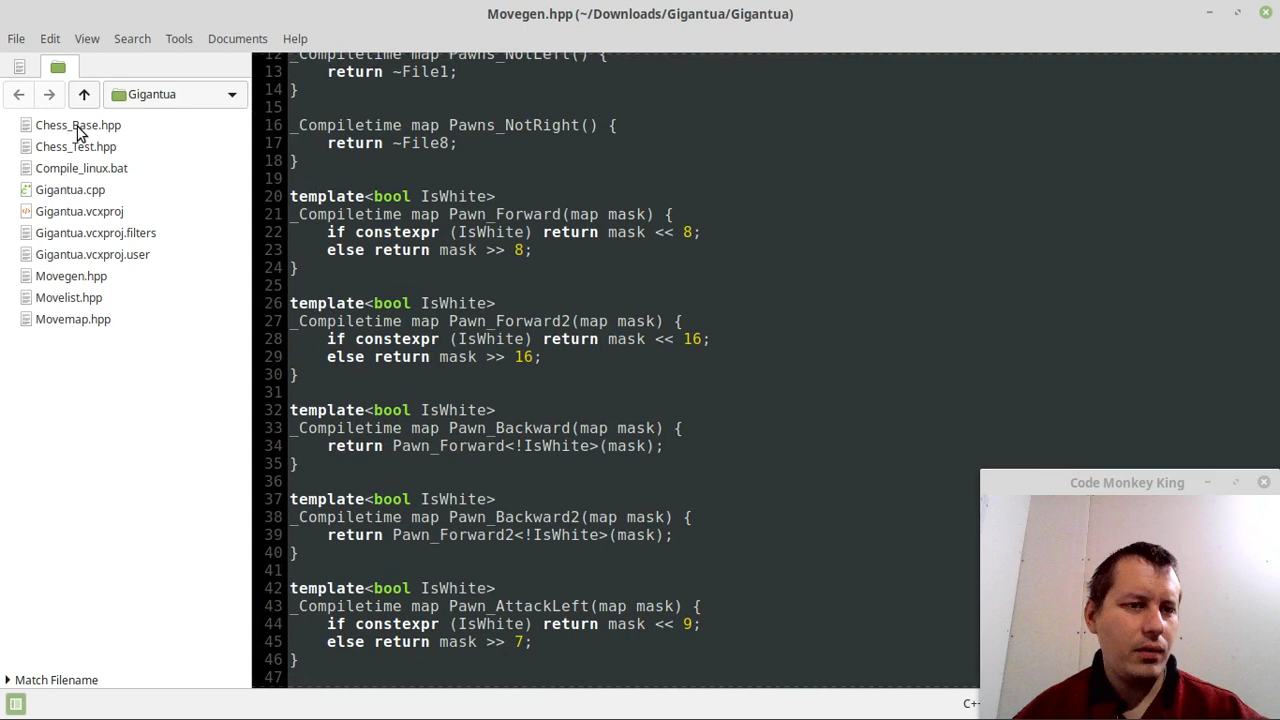 Movegen.hpp (~/Downloads/Gigantua/Gigantua)
File Edit View Search Tools Documents Help
Gigantua
Chess_Base.hpp
Chess_Test.hpp
Compile_linux.bat
Gigantua.cpp
Gigantua.vcxproj
Gigantua.vcxproj.filters
Gigantua.vcxproj.user
Movegen.hpp
Movelist.hpp
Movemap.hpp
Match Filename
12 _Compiletime map Pawns_NotLeft() {
13 return ~File1;
14 }
15
16 _Compiletime map Pawns_NotRight() {
17 return ~File8;
18 }
19
20 template<bool IsWhite>
21 _Compiletime map Pawn_Forward(map mask) {
22 if constexpr (IsWhite) return mask << 8;
23 else return mask >> 8;
24 }
25
26 template<bool IsWhite>
27 _Compiletime map Pawn_Forward2(map mask) {
28 if constexpr (IsWhite) return mask << 16;
29 else return mask >> 16;
30 }
31
32 template<bool IsWhite>
33 _Compiletime map Pawn_Backward(map mask) {
34 return Pawn_Forward<!IsWhite>(mask);
35 }
36
37 template<bool IsWhite>
38 _Compiletime map Pawn_Backward2(map mask) {
39 return Pawn_Forward2<!IsWhite>(mask);
40 }
41
42 template<bool IsWhite>
43 _Compiletime map Pawn_AttackLeft(map mask) {
44 if constexpr (IsWhite) return mask << 9;
45 else return mask >> 7;
46 }
47
Code Monkey King
C++